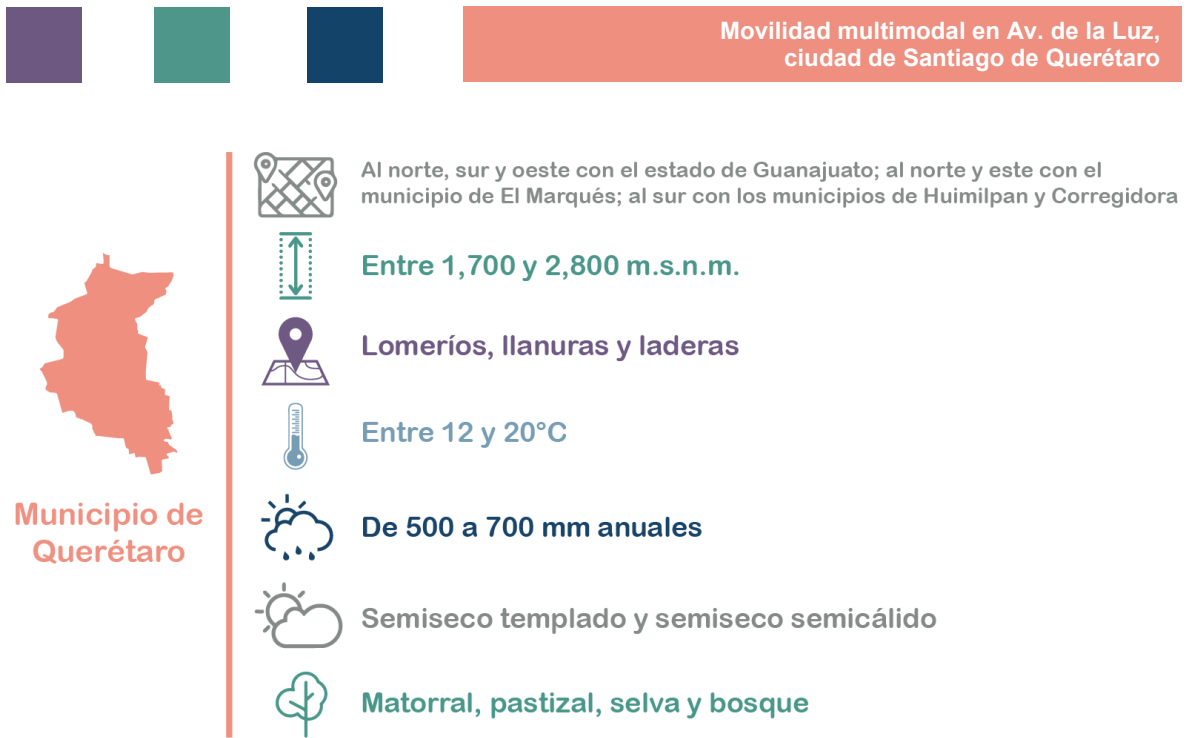 Movilidad multimodal en Av. de la Luz,
ciudad de Santiago de Querétaro
Al norte, sur y oeste con el estado de Guanajuato; al norte y este con el
municipio de El Marqués; al sur con los municipios de Huimilpan y Corregidora
Entre 1,700 y 2,800 m.s.n.m.
Lomeríos, llanuras y laderas
Entre 12 y 20°C
Municipio de
Querétaro
De 500 a 700 mm anuales
Semiseco templado y semiseco semicálido
Matorral, pastizal, selva y bosque